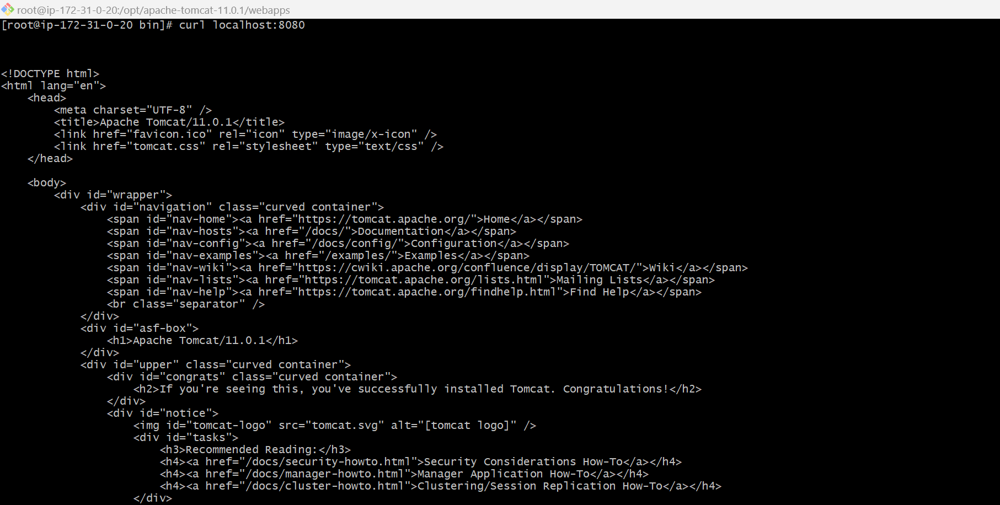 root@ip-172-31-0-20:/opt/apache-tomcat-11.0.1/webapps
[root@ip-172-31-0-20 bin]# curl localhost:8080
<!DOCTYPE html>
<html lang="en">
    <head>
        <meta charset="UTF-8" />
        <title>Apache Tomcat/11.0.1</title>
        <link href="favicon.ico" rel="icon" type="image/x-icon" />
        <link href="tomcat.css" rel="stylesheet" type="text/css" />
    </head>
    <body>
        <div id="wrapper">
            <div id="navigation" class="curved container">
                <span id="nav-home"><a href="https://tomcat.apache.org/">Home</a></span>
                <span id="nav-hosts"><a href="/docs/">Documentation</a></span>
                <span id="nav-config"><a href="/docs/config/">Configuration</a></span>
                <span id="nav-examples"><a href="/examples/">Examples</a></span>
                <span id="nav-wiki"><a href="https://cwiki.apache.org/confluence/display/TOMCAT/">Wiki</a></span>
                <span id="nav-lists"><a href="https://tomcat.apache.org/lists.html">Mailing Lists</a></span>
                <span id="nav-help"><a href="https://tomcat.apache.org/findhelp.html">Find Help</a></span>
                <br class="separator" />
            </div>
            <div id="asf-box">
                <h1>Apache Tomcat/11.0.1</h1>
            </div>
            <div id="upper" class="curved container">
                <div id="congrats" class="curved container">
                    <h2>If you're seeing this, you've successfully installed Tomcat. Congratulations!</h2>
                </div>
                <div id="notice">
                    <img id="tomcat-logo" src="tomcat.svg" alt="[tomcat logo]" />
                    <div id="tasks">
                        <h3>Recommended Reading:</h3>
                        <h4><a href="/docs/security-howto.html">Security Considerations How-To</a></h4>
                        <h4><a href="/docs/manager-howto.html">Manager Application How-To</a></h4>
                        <h4><a href="/docs/cluster-howto.html">Clustering/Session Replication How-To</a></h4>
                    </div>